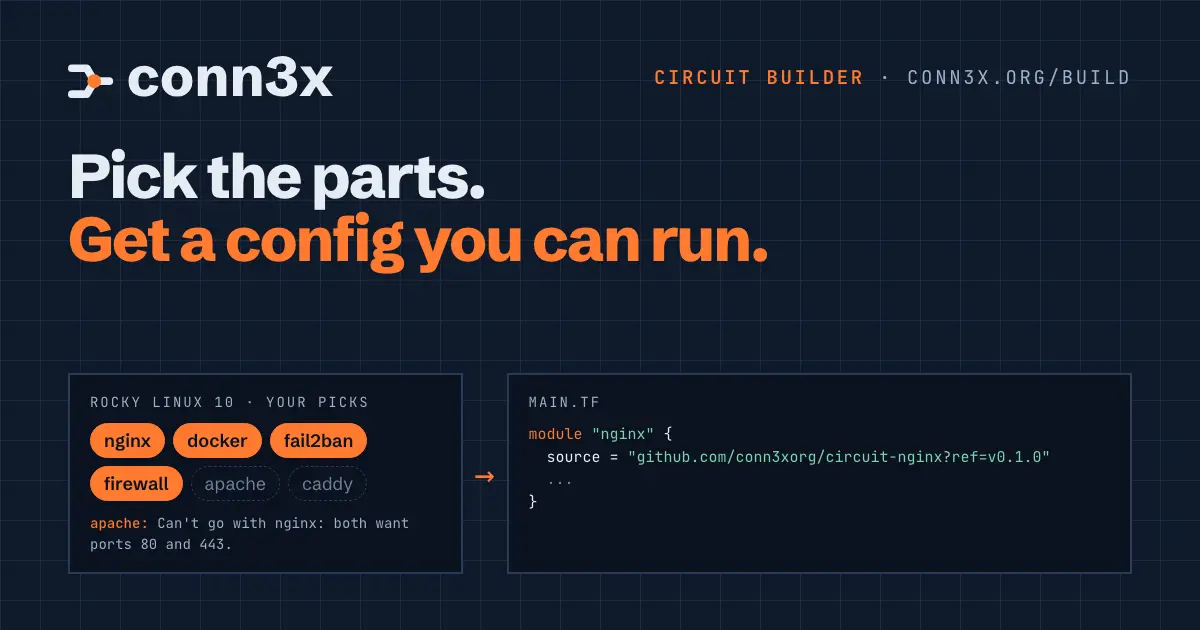 conn3x
CIRCUIT BUILDER · CONN3X.ORG/BUILD
Pick the parts.
Get a config you can run.
ROCKY LINUX 10 · YOUR PICKS
nginx docker fail2ban
firewall apache caddy
apache: Can't go with nginx: both want
ports 80 and 443.
→
MAIN.TF
module "nginx" {
  source = "github.com/conn3xorg/circuit-nginx?ref=v0.1.0"
  ...
}